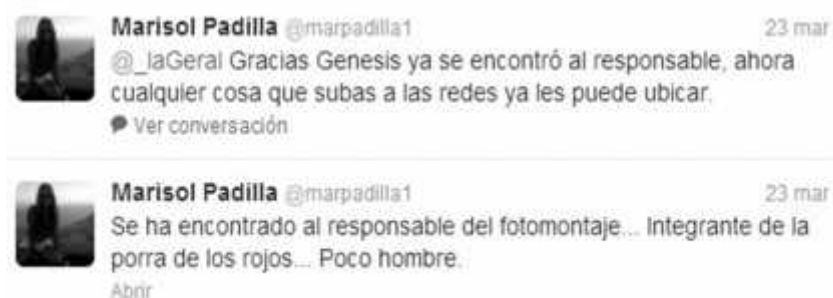 Marisol Padilla @marpadilla1 23 mar
@_laGeral Gracias Genesis ya se encontró al responsable, ahora
cualquier cosa que subas a las redes ya les puede ubicar.
Ver conversación
Marisol Padilla @marpadilla1 23 mar
Se ha encontrado al responsable del fotomontaje... Integrante de la
porra de los rojos... Poco hombre.
Abrir